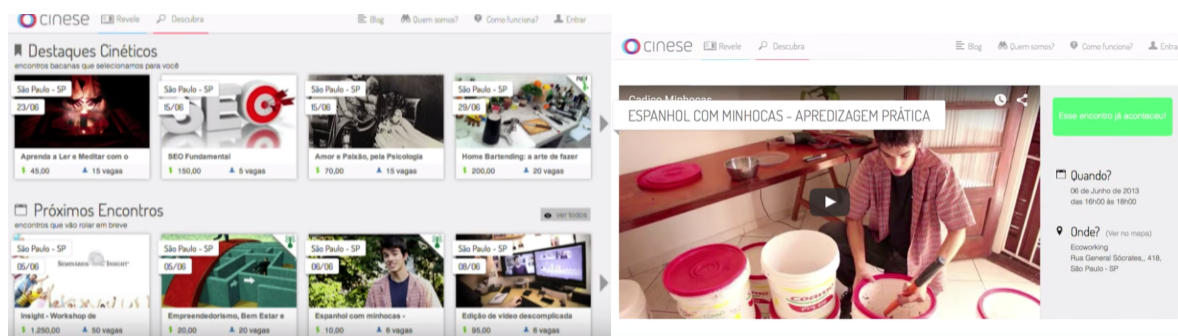 cinese Revele Descubra Blog Quem somos? Como funciona? Entrar
Destaques Cinéticos
encontros bacanas que selecionamos para você
São Paulo - SP
23/06
Aprenda a Ler e Meditar com o
45,00 15 vagas
São Paulo - SP
15/06
SEO
SEO Fundamental
150,00 5 vagas
São Paulo - SP
15/06
Amor e Paixão, pela Psicologia
70,00 15 vagas
São Paulo - SP
29/06
Home Bartending: a arte de fazer
200,00 20 vagas
Próximos Encontros
ver todos
encontros que vão rolar em breve
São Paulo - SP
05/06
Seminários Insight
Insight - Workshop de
1.250,00 50 vagas
São Paulo - SP
05/06
Empreendedorismo, Bem Estar e
20,00 20 vagas
São Paulo - SP
06/06
Espanhol com minhocas -
10,00 6 vagas
São Paulo - SP
08/06
Edição de vídeo descomplicada
95,00 6 vagas
cinese Revele Descubra Blog Quem somos? Como funciona? Entra
ESPANHOL COM MINHOCAS - APREDIZAGEM PRÁTICA
Esse encontro já aconteceu!
Quando?
06 de Junho de 2013
das 16h00 às 18h00
Onde? (Ver no mapa)
Ecoworking
Rua General Sócrates,, 418,
São Paulo - SP